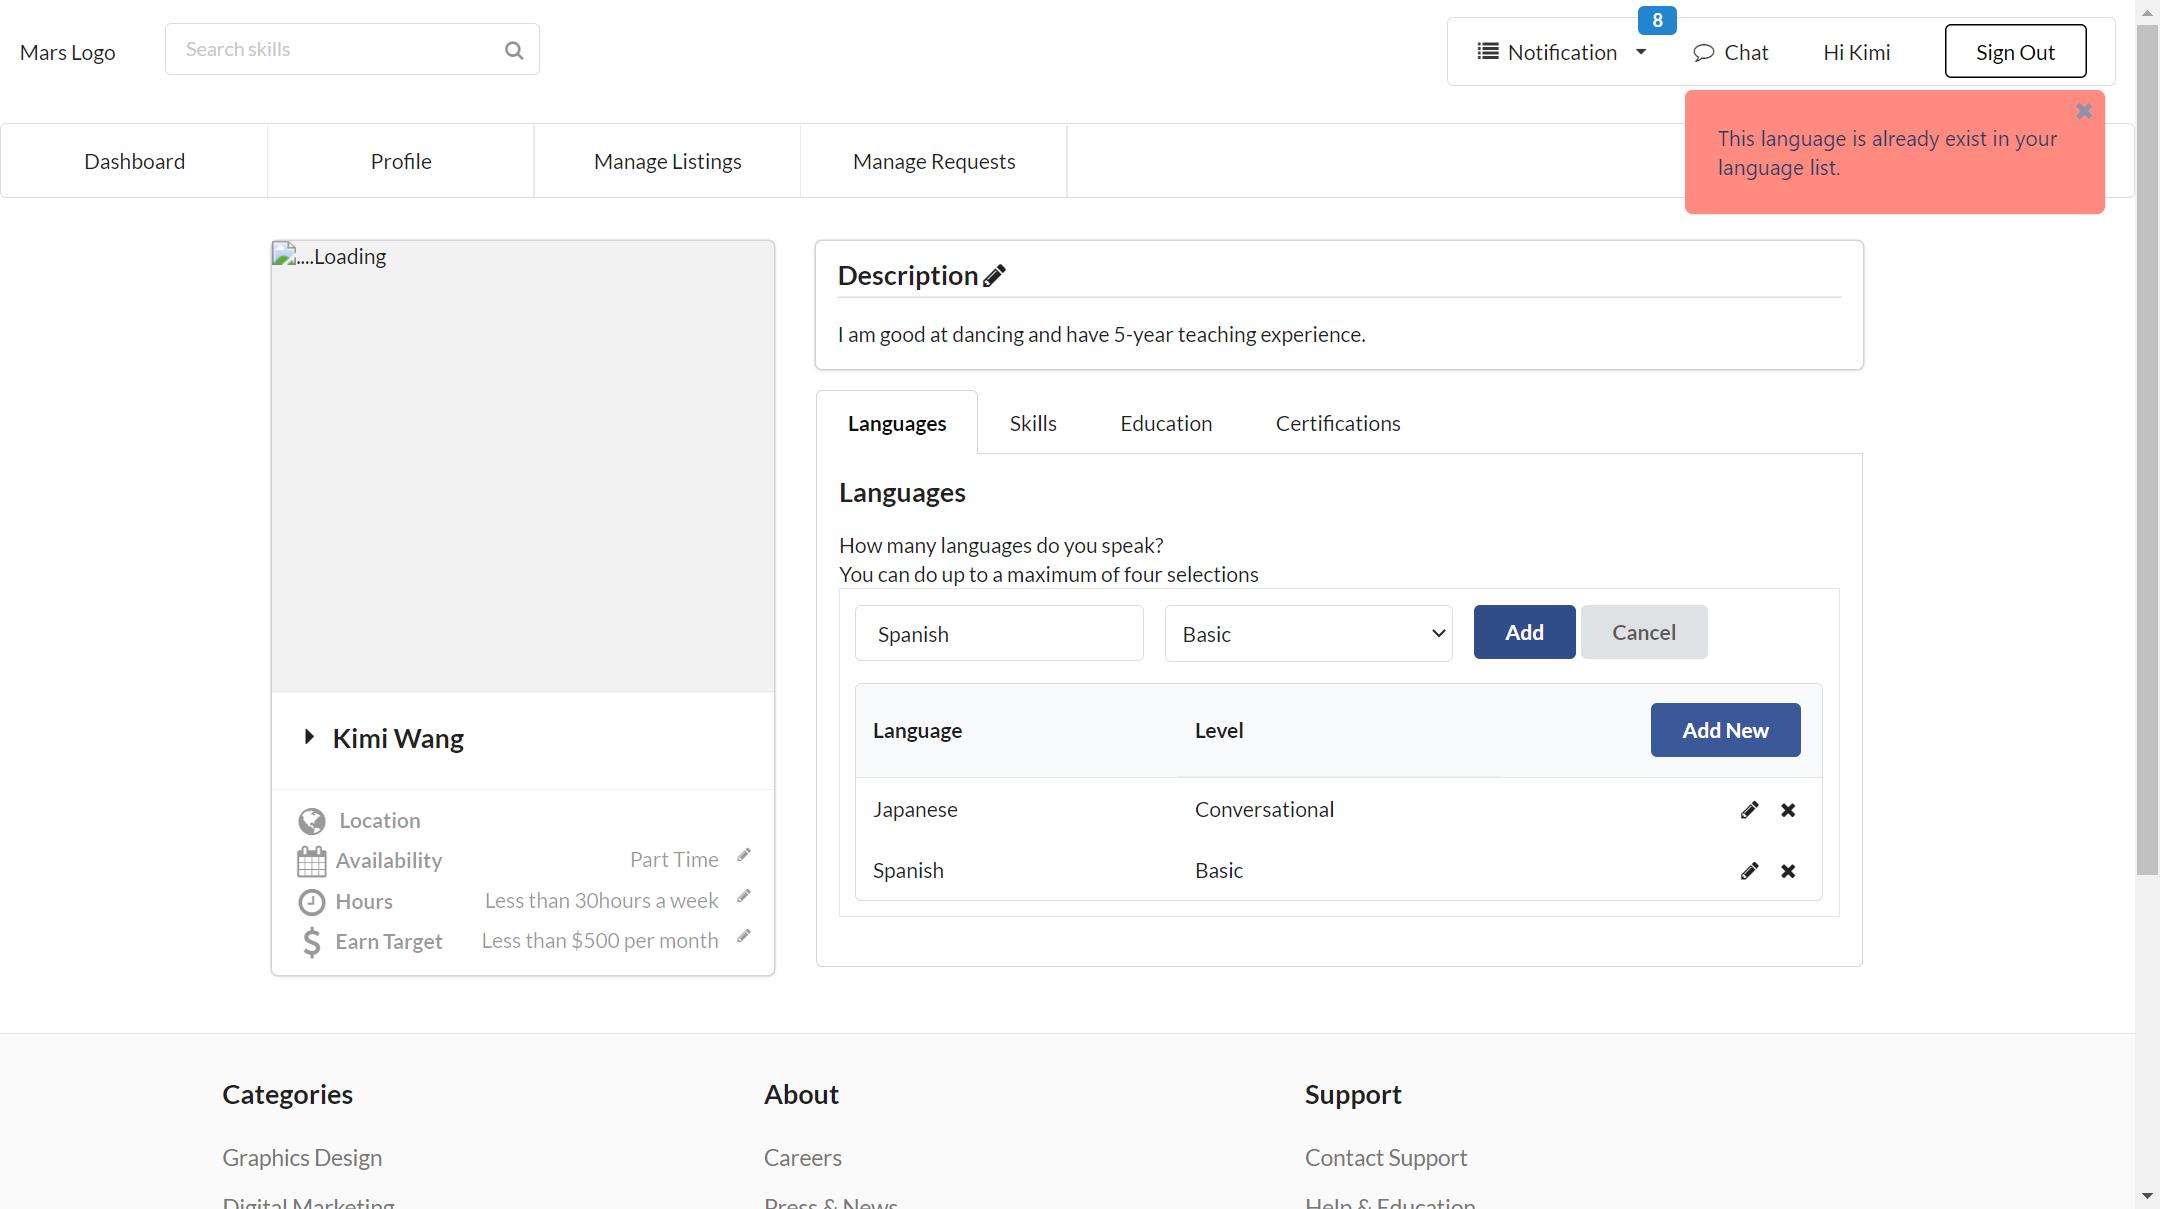 Mars Logo
Search skills
Notification
8
Chat
Hi Kimi
Sign Out
This language is already exist in your
language list.
Dashboard
Profile
Manage Listings
Manage Requests
....Loading
Kimi Wang
Location
Availability Part Time
Hours Less than 30hours a week
Earn Target Less than $500 per month
Description
I am good at dancing and have 5-year teaching experience.
Languages Skills Education Certifications
Languages
How many languages do you speak?
You can do up to a maximum of four selections
Spanish Basic Add Cancel
Language Level Add New
Japanese Conversational
Spanish Basic
Categories
Graphics Design
Digital Marketing
About
Careers
Press & News
Support
Contact Support
Help & Education